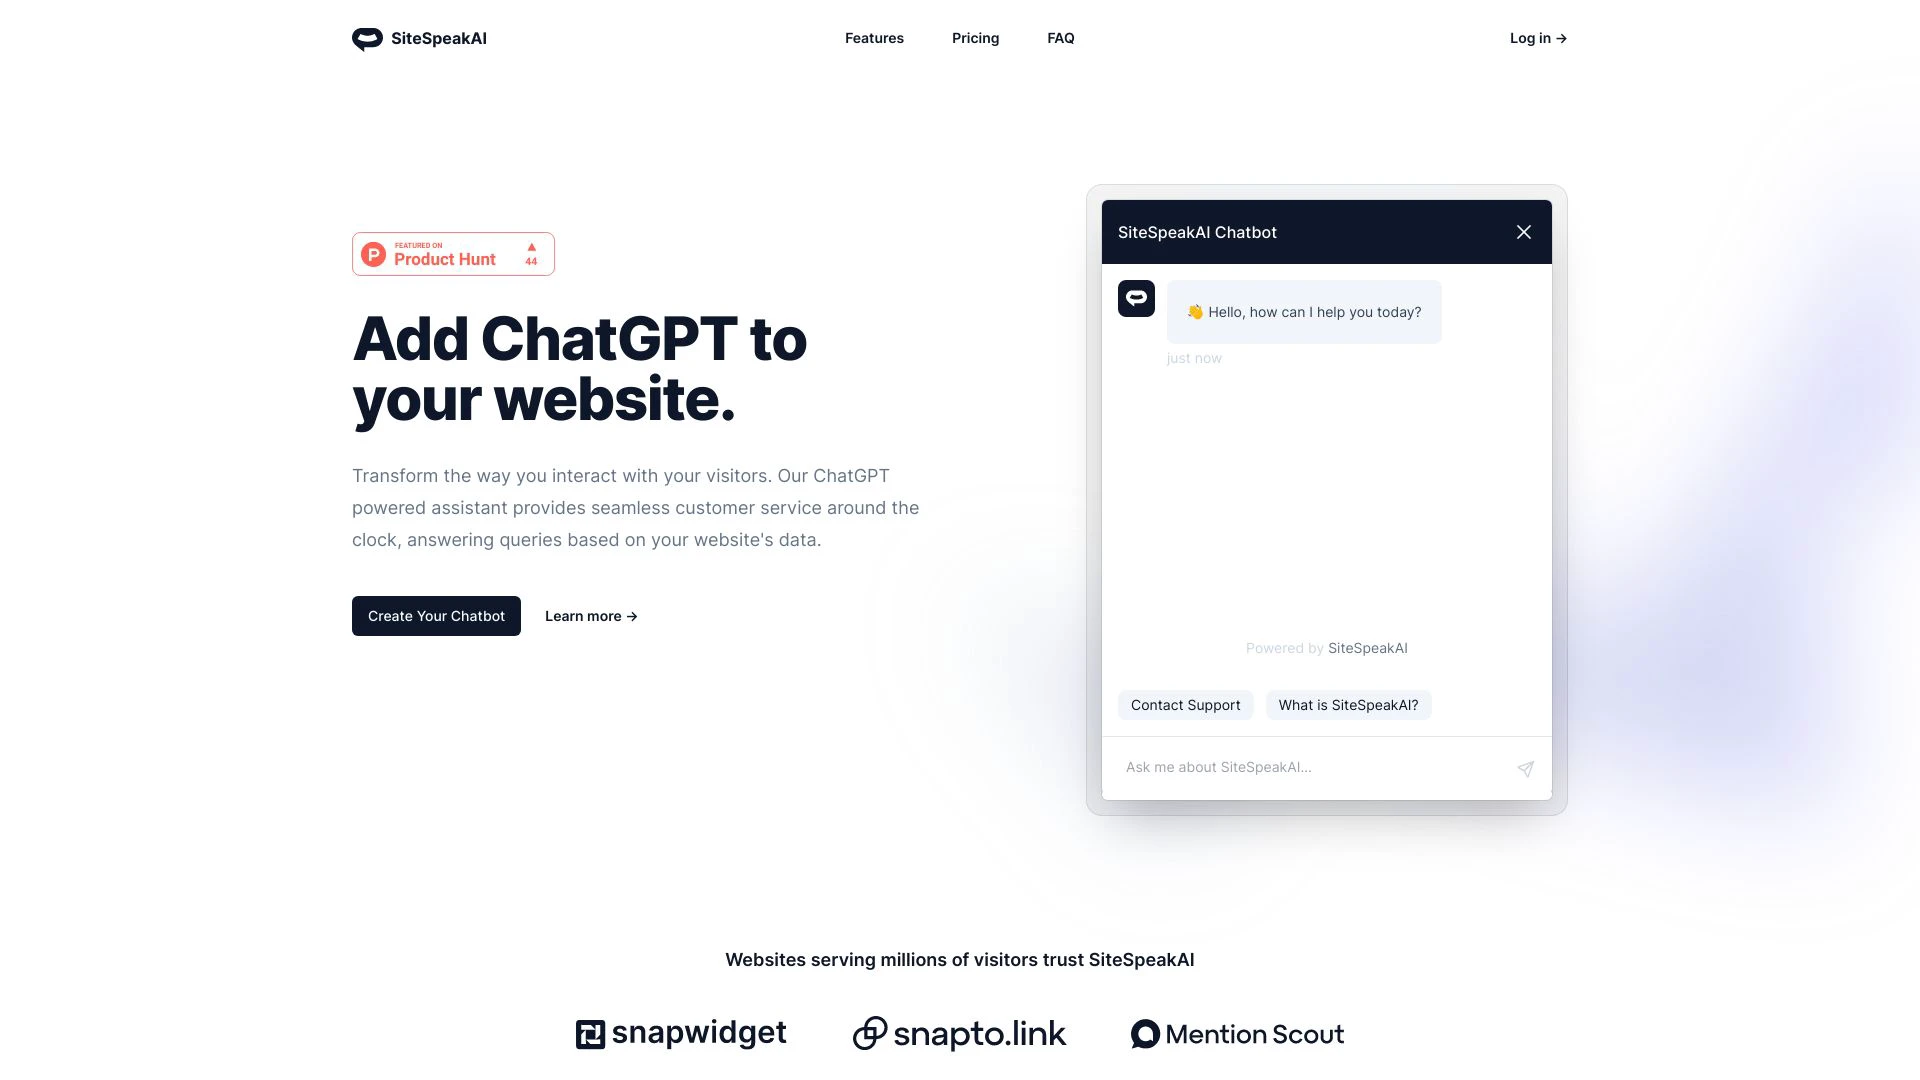 SiteSpeakAI
Features
Pricing
FAQ
Log in →
FEATURED ON
Product Hunt
▲
44
Add ChatGPT to
your website.
Transform the way you interact with your visitors. Our ChatGPT
powered assistant provides seamless customer service around the
clock, answering queries based on your website's data.
Create Your Chatbot
Learn more →
SiteSpeakAI Chatbot
👋 Hello, how can I help you today?
just now
Powered by SiteSpeakAI
Contact Support
What is SiteSpeakAI?
Ask me about SiteSpeakAI...
Websites serving millions of visitors trust SiteSpeakAI
snapwidget
snapto.link
Mention Scout